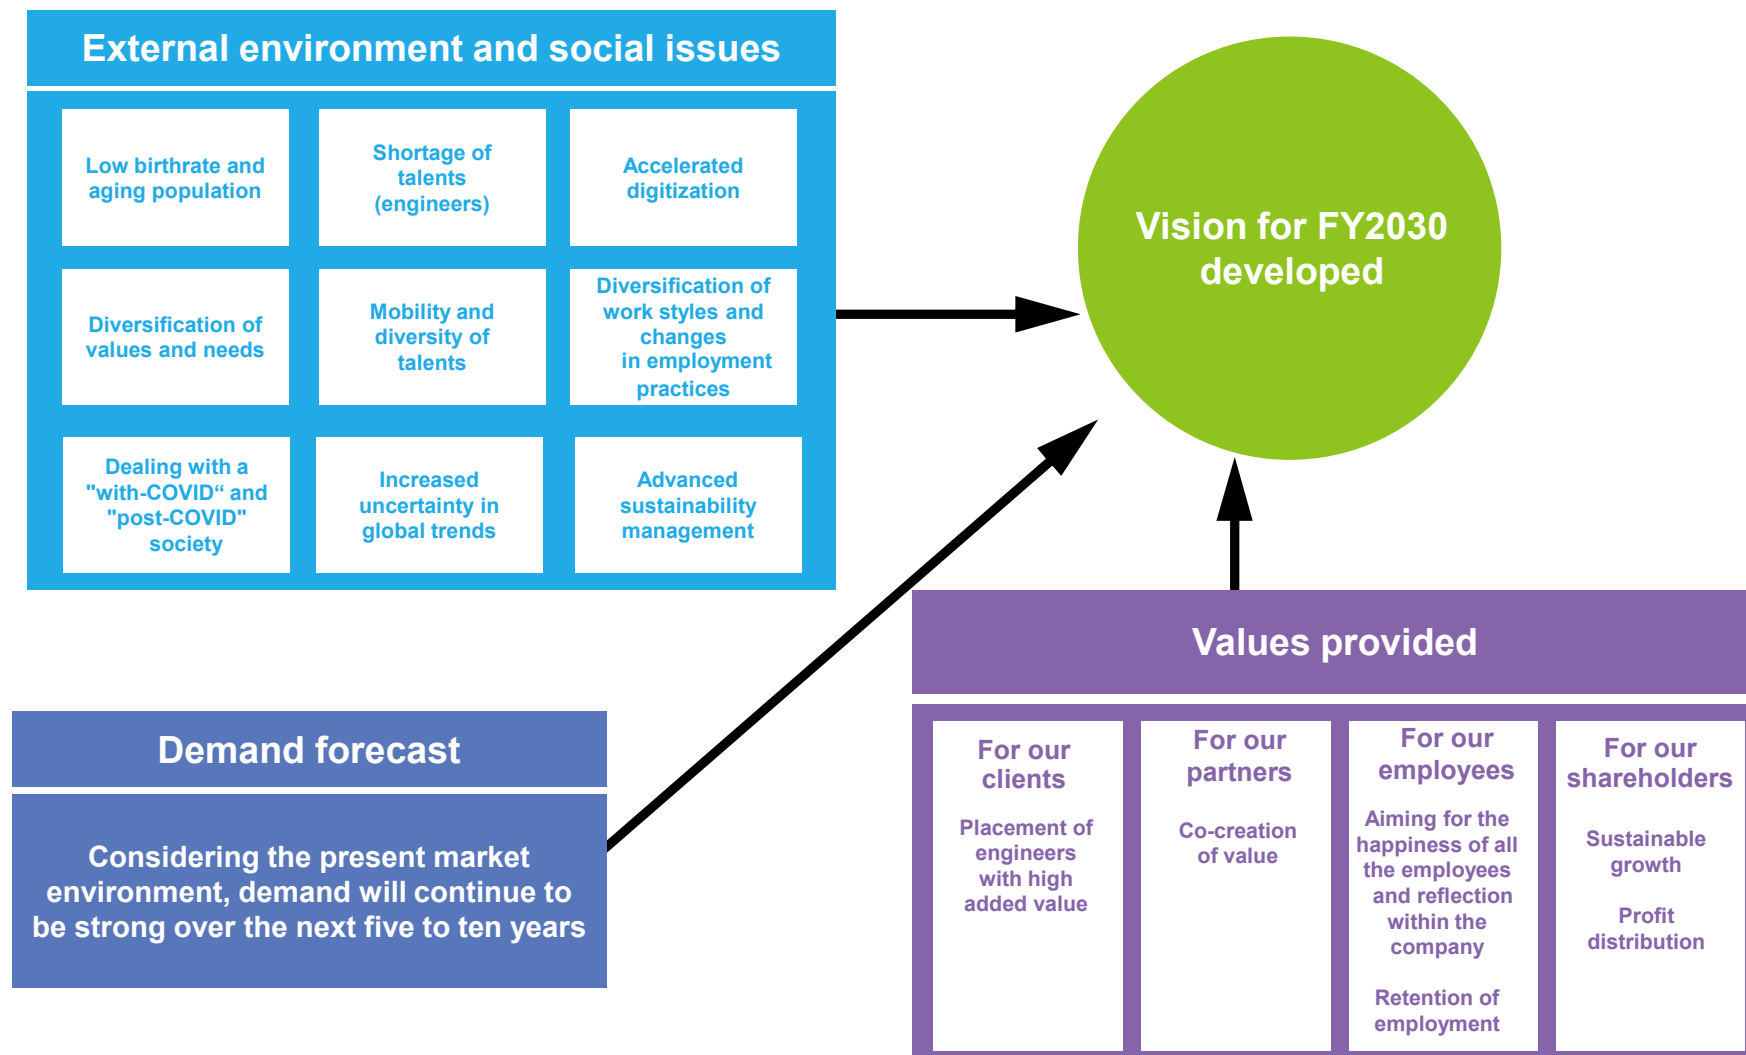 External environment and social issues
Low birthrate and
aging population
Shortage of
talents
(engineers)
Accelerated
digitization
Diversification of
values and needs
Mobility and
diversity of
talents
Diversification of
work styles and
changes
in employment
practices
Dealing with a
"with-COVID“ and
"post-COVID"
society
Increased
uncertainty in
global trends
Advanced
sustainability
management
Vision for FY2030
developed
Demand forecast
Considering the present market
environment, demand will continue to
be strong over the next five to ten years
Values provided
For our
clients
Placement of
engineers
with high
added value
For our
partners
Co-creation
of value
For our
employees
Aiming for the
happiness of all
the employees
and reflection
within the
company
Retention of
employment
For our
shareholders
Sustainable
growth
Profit
distribution